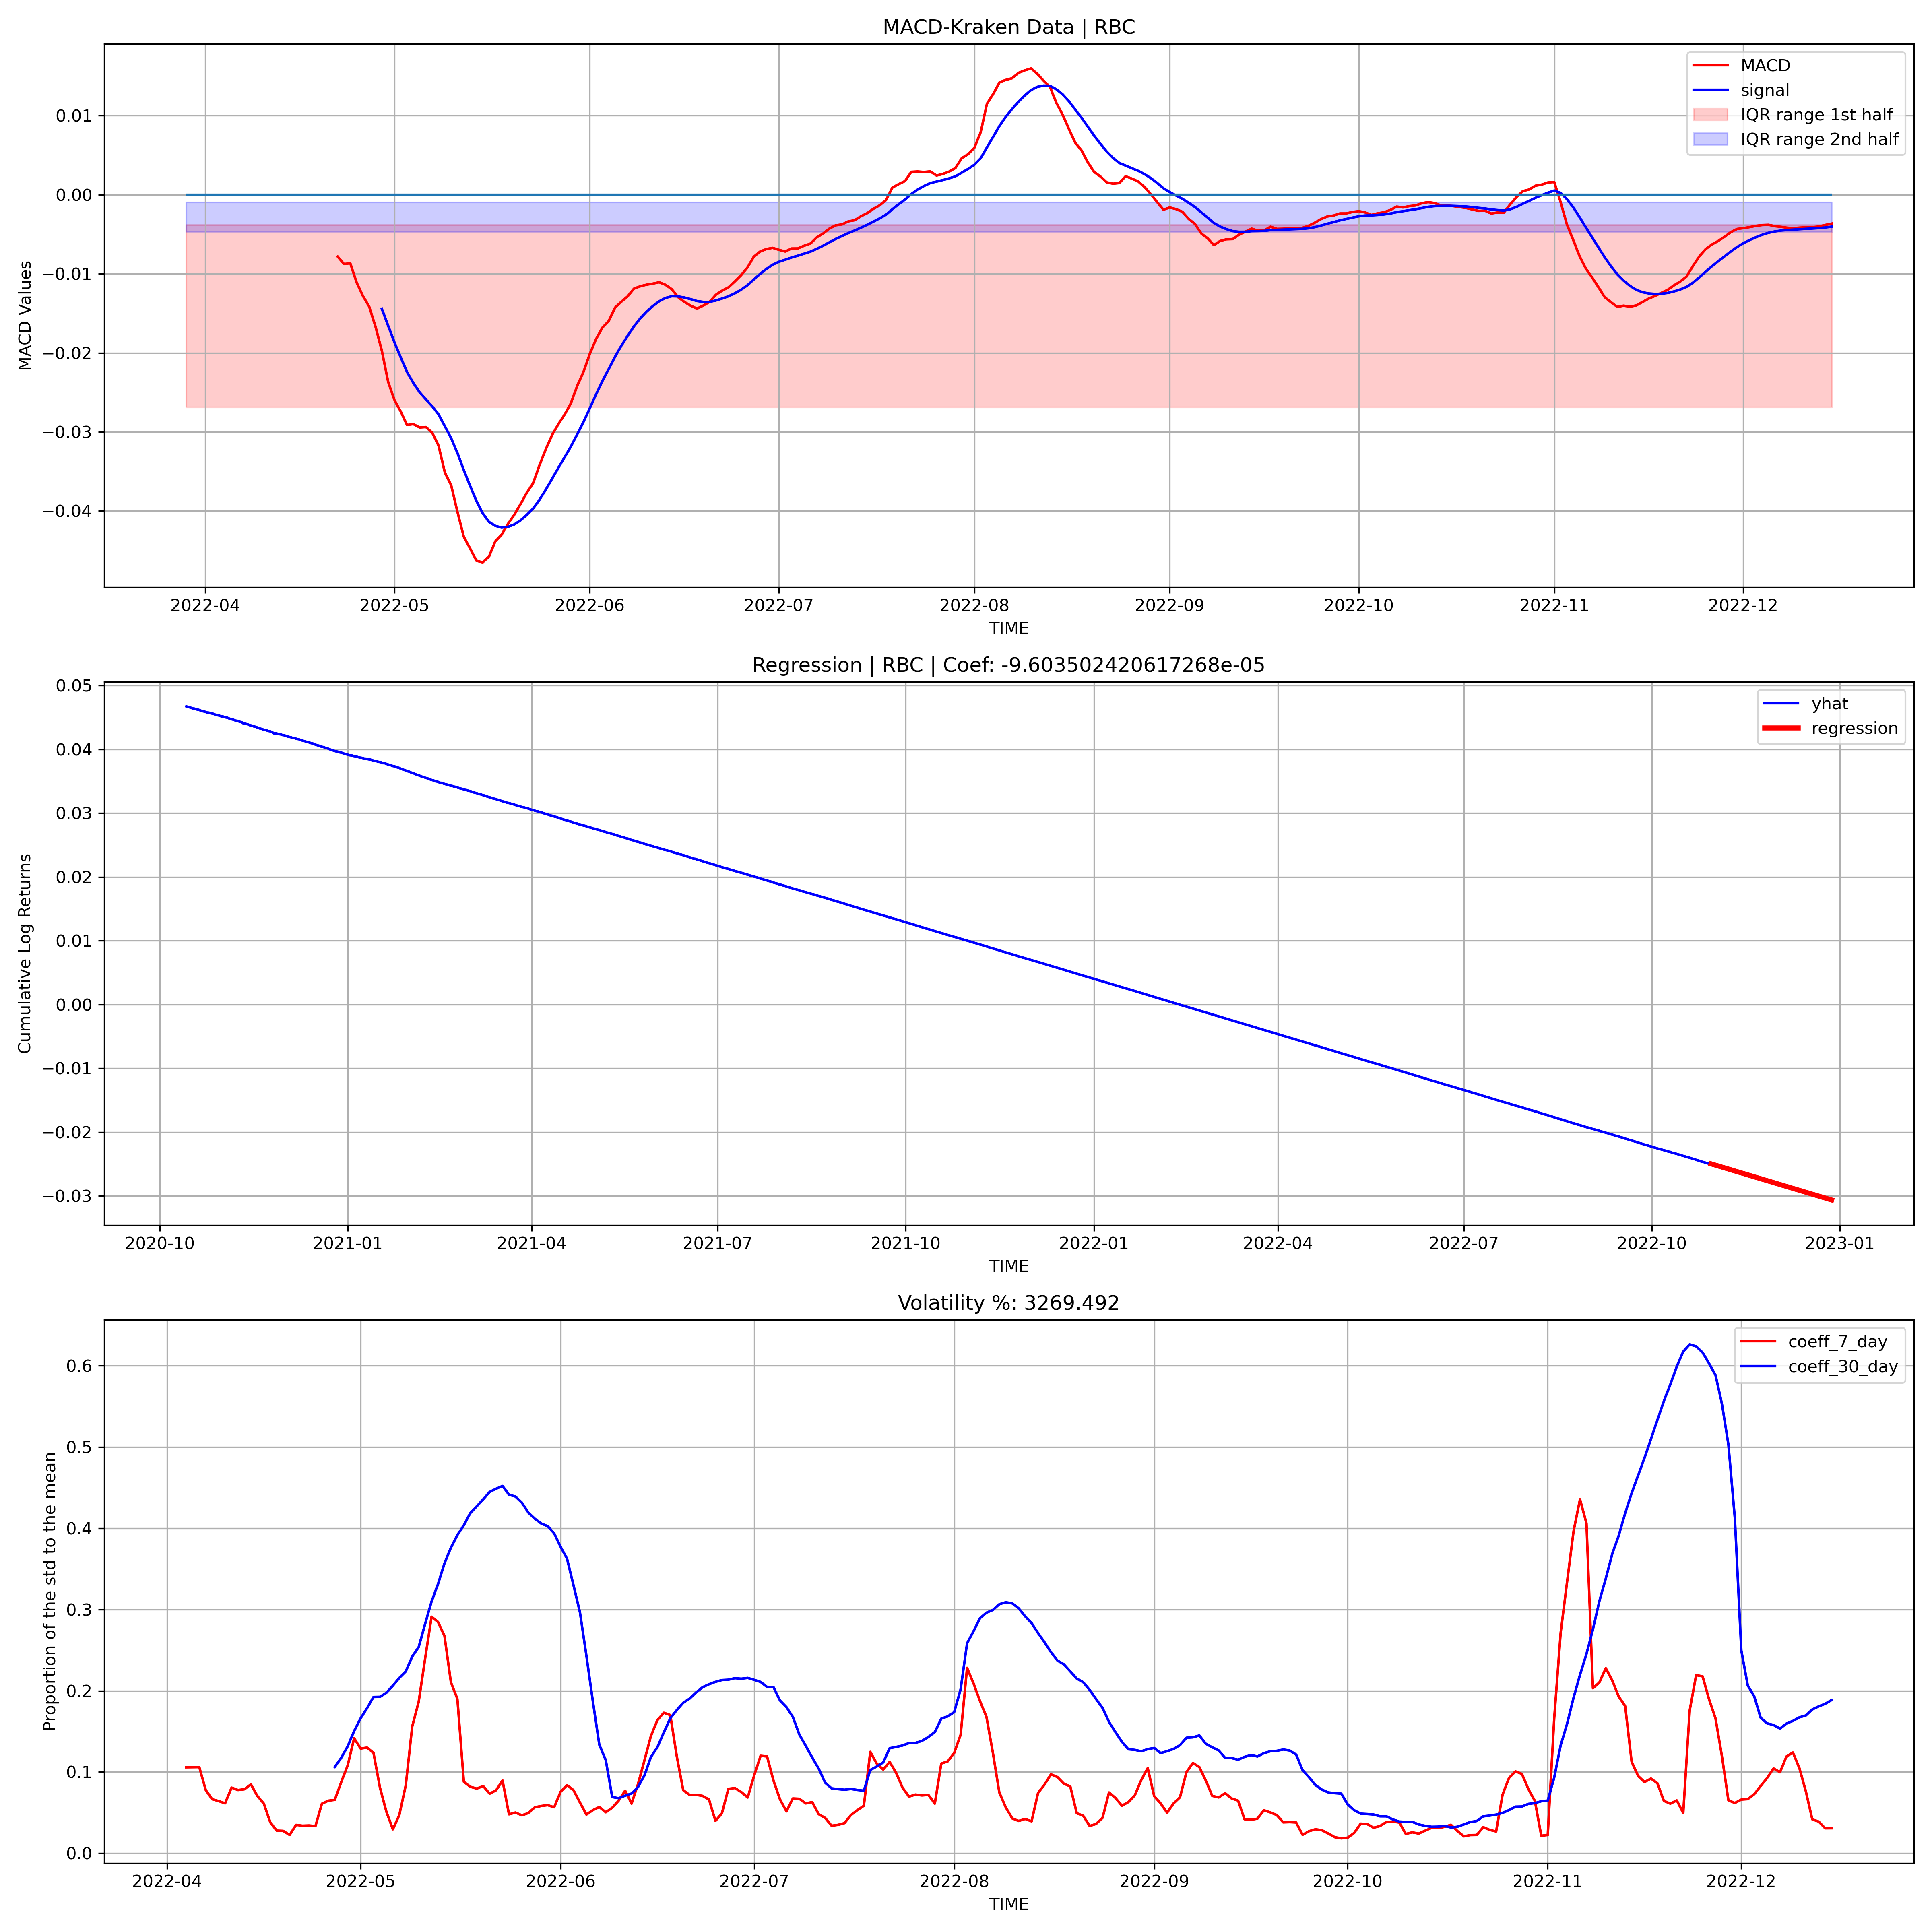 MACD-Kraken Data | RBC
MACD
signal
IQR range 1st half
IQR range 2nd half
MACD Values
0.01
0.00
−0.01
−0.02
−0.03
−0.04
2022-04 2022-05 2022-06 2022-07 2022-08 2022-09 2022-10 2022-11 2022-12
TIME
Regression | RBC | Coef: -9.603502420617268e-05
yhat
regression
Cumulative Log Returns
0.05
0.04
0.03
0.02
0.01
0.00
−0.01
−0.02
−0.03
2020-10 2021-01 2021-04 2021-07 2021-10 2022-01 2022-04 2022-07 2022-10 2023-01
TIME
Volatility %: 3269.492
coeff_7_day
coeff_30_day
Proportion of the std to the mean
0.6
0.5
0.4
0.3
0.2
0.1
0.0
2022-04 2022-05 2022-06 2022-07 2022-08 2022-09 2022-10 2022-11 2022-12
TIME